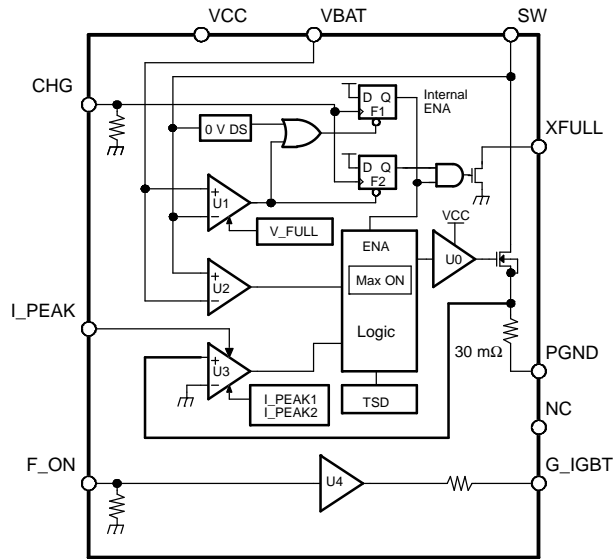 VCC
VBAT
SW
CHG
D Q
F1
Internal
ENA
XFULL
0 V DS
D Q
F2
+
U1
−
V_FULL
ENA
VCC
U0
Max ON
+
U2
−
I_PEAK
Logic
30 mΩ
PGND
+
U3
−
I_PEAK1
I_PEAK2
TSD
NC
F_ON
U4
G_IGBT